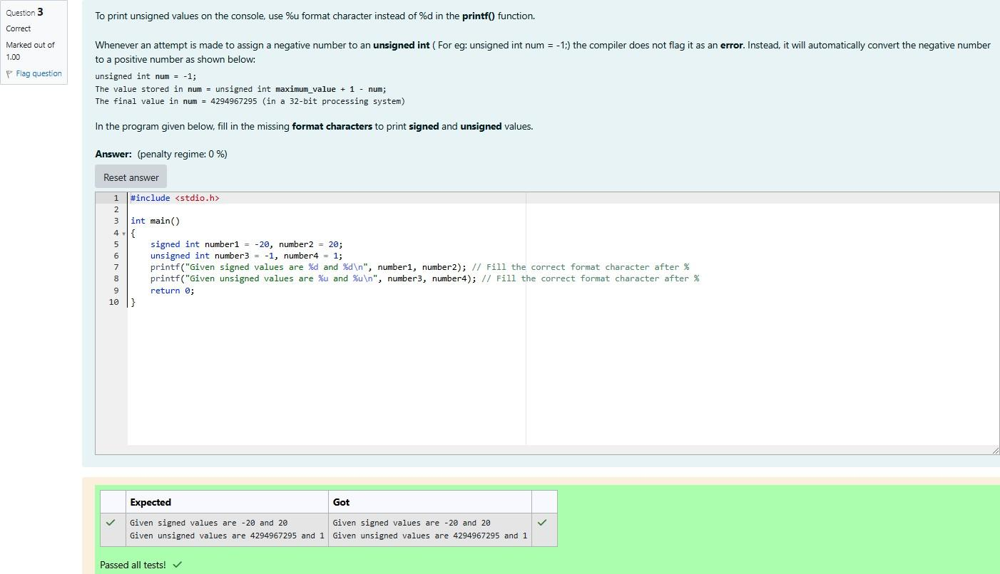 Question 3
Correct
Marked out of
1.00
Flag question
To print unsigned values on the console, use %u format character instead of %d in the printf() function.
Whenever an attempt is made to assign a negative number to an unsigned int ( For eg: unsigned int num = -1;) the compiler does not flag it as an error. Instead, it will automatically convert the negative number
to a positive number as shown below:
unsigned int num = -1;
The value stored in num = unsigned int maximum_value + 1 - num;
The final value in num = 4294967295 (in a 32-bit processing system)
In the program given below, fill in the missing format characters to print signed and unsigned values.
Answer: (penalty regime: 0 %)
Reset answer
1 #include <stdio.h>
2
3 int main()
4 {
5 signed int number1 = -20, number2 = 20;
6 unsigned int number3 = -1, number4 = 1;
7 printf("Given signed values are %d and %d\n", number1, number2); // Fill the correct format character after %
8 printf("Given unsigned values are %u and %u\n", number3, number4); // Fill the correct format character after %
9 return 0;
10 }
Expected Got
Given signed values are -20 and 20 Given signed values are -20 and 20
Given unsigned values are 4294967295 and 1 Given unsigned values are 4294967295 and 1
Passed all tests!